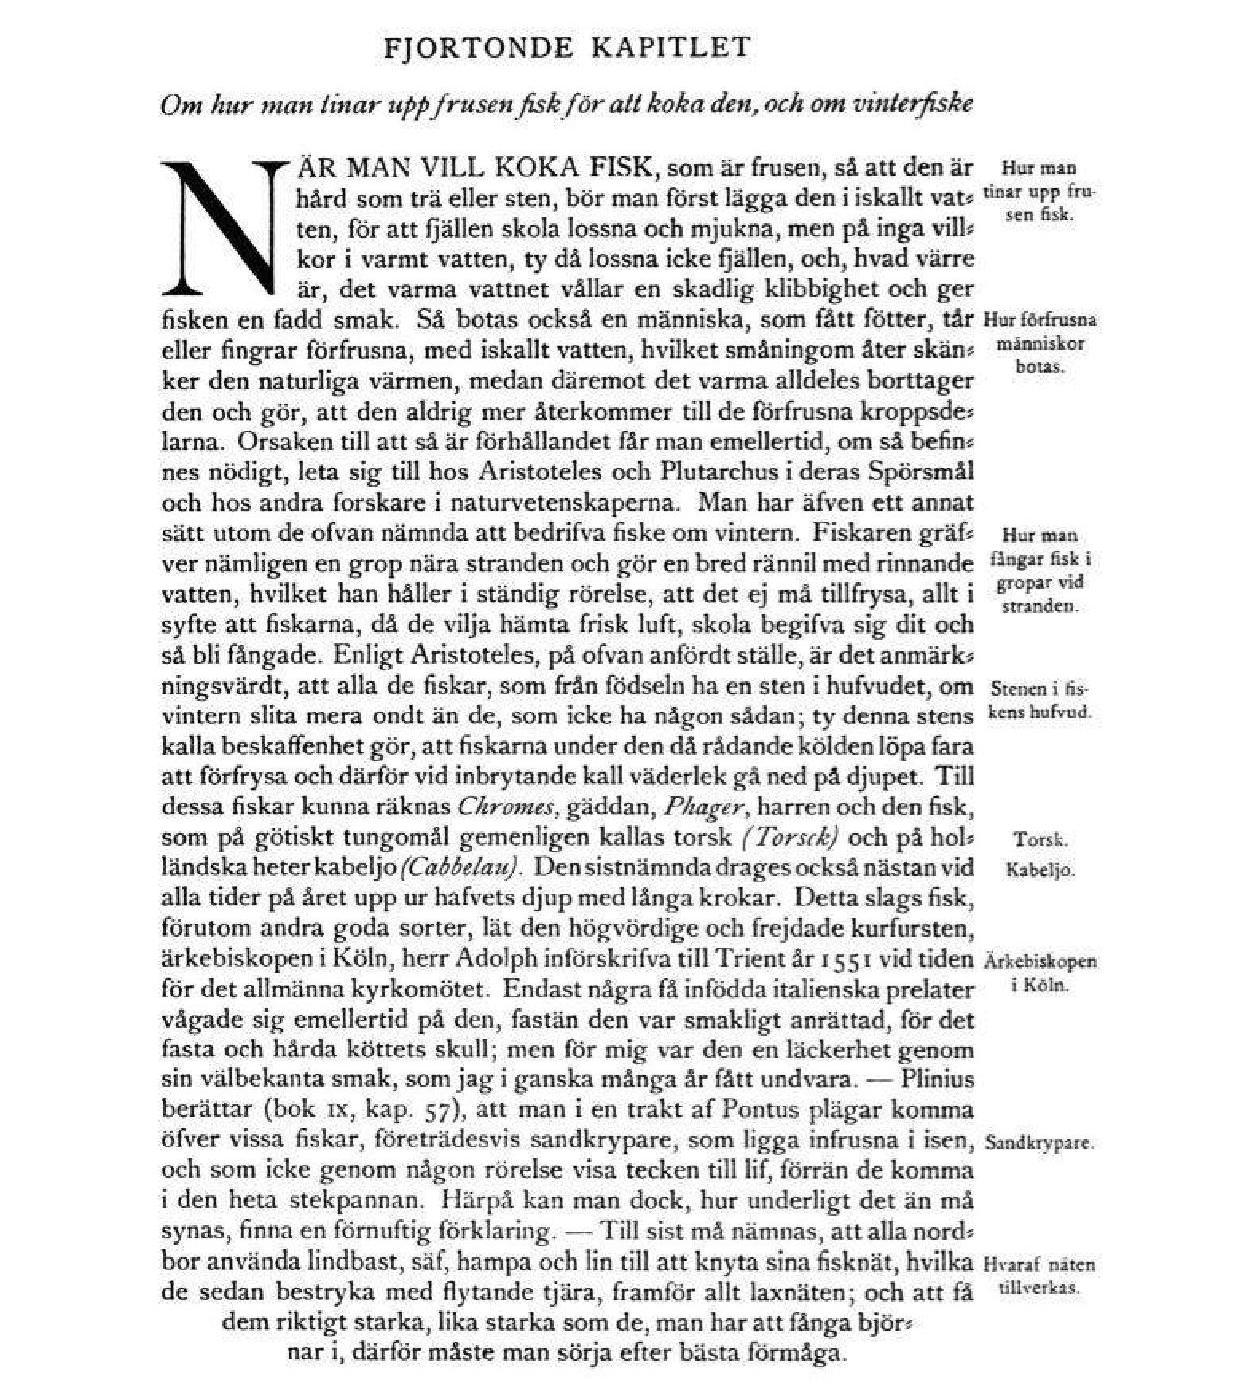 FJORTONDE KAPITLET
Om hur man tinar upp frusen fisk för att koka den, och om vinterfiske
NÄR MAN VILL KOKA FISK, som är frusen, så att den är
hård som trä eller sten, bör man först lägga den i iskallt vat-
ten, för att fjällen skola lossna och mjukna, men på inga vill-
kor i varmt vatten, ty då lossna icke fjällen, och, hvad värre
är, det varma vattnet vållar en skadlig klibbighet och ger
fisken en fadd smak. Så botas också en människa, som fått fötter, tår
eller fingrar förfrusna, med iskallt vatten, hvilket småningom åter skän-
ker den naturliga värmen, medan däremot det varma alldeles borttager
den och gör, att den aldrig mer återkommer till de förfrusna kroppsde-
larna. Orsaken till att så är förhållandet får man emellertid, om så befin-
nes nödigt, leta sig till hos Aristoteles och Plutarchus i deras Spörsmål
och hos andra forskare i naturvetenskaperna. Man har äfven ett annat
sätt utom de ofvan nämnda att bedrifva fiske om vintern. Fiskaren gräf-
ver nämligen en grop nära stranden och gör en bred rännil med rinnande
vatten, hvilket han håller i ständig rörelse, att det ej må tillfrysa, allt i
syfte att fiskarna, då de vilja hämta frisk luft, skola begifva sig dit och
så bli fångade. Enligt Aristoteles, på ofvan anfördt ställe, är det anmärk-
ningsvärdt, att alla de fiskar, som från födseln ha en sten i hufvudet, om
vintern slita mera ondt än de, som icke ha någon sådan; ty denna stens
kalla beskaffenhet gör, att fiskarna under den då rådande kölden löpa fara
att förfrysa och därför vid inbrytande kall väderlek gå ned på djupet. Till
dessa fiskar kunna räknas Chromes, gäddan, Phager, harren och den fisk,
som på götiskt tungomål gemenligen kallas torsk (Torsck) och på hol-
ländska heter kabeljo (Cabbelau). Den sistnämnda drages också nästan vid
alla tider på året upp ur hafvets djup med långa krokar. Detta slags fisk,
förutom andra goda sorter, lät den högvördige och frejdade kurfursten,
ärkebiskopen i Köln, herr Adolph införskrifva till Trient år 1551 vid tiden
för det allmänna kyrkomötet. Endast några få infödda italienska prelater
vågade sig emellertid på den, fastän den var smakligt anrättad, för det
fasta och hårda köttets skull; men för mig var den en läckerhet genom
sin välbekanta smak, som jag i ganska många år fått undvara. — Plinius
berättar (bok IX, kap. 57), att man i en trakt af Pontus plägar komma
öfver vissa fiskar, företrädesvis sandkrypare, som ligga infrusna i isen,
och som icke genom någon rörelse visa tecken till lif, förrän de komma
i den heta stekpannan. Härpå kan man dock, hur underligt det än må
synas, finna en förnuftig förklaring. — Till sist må nämnas, att alla nord-
bor använda lindbast, säf, hampa och lin till att knyta sina fisknät, hvilka
de sedan bestryka med flytande tjära, framför allt laxnäten; och att få
dem riktigt starka, lika starka som de, man har att fånga björ-
nar i, därför måste man sörja efter bästa förmåga.
Hur man
tinar upp fru-
sen fisk.
Hur förfrusna
människor
botas.
Hur man
fångar fisk i
gropar vid
stranden.
Stenen i fis-
kens hufvud.
Torsk.
Kabeljo.
Ärkebiskopen
i Köln.
Sandkrypare.
Hvaraf näten
tillverkas.